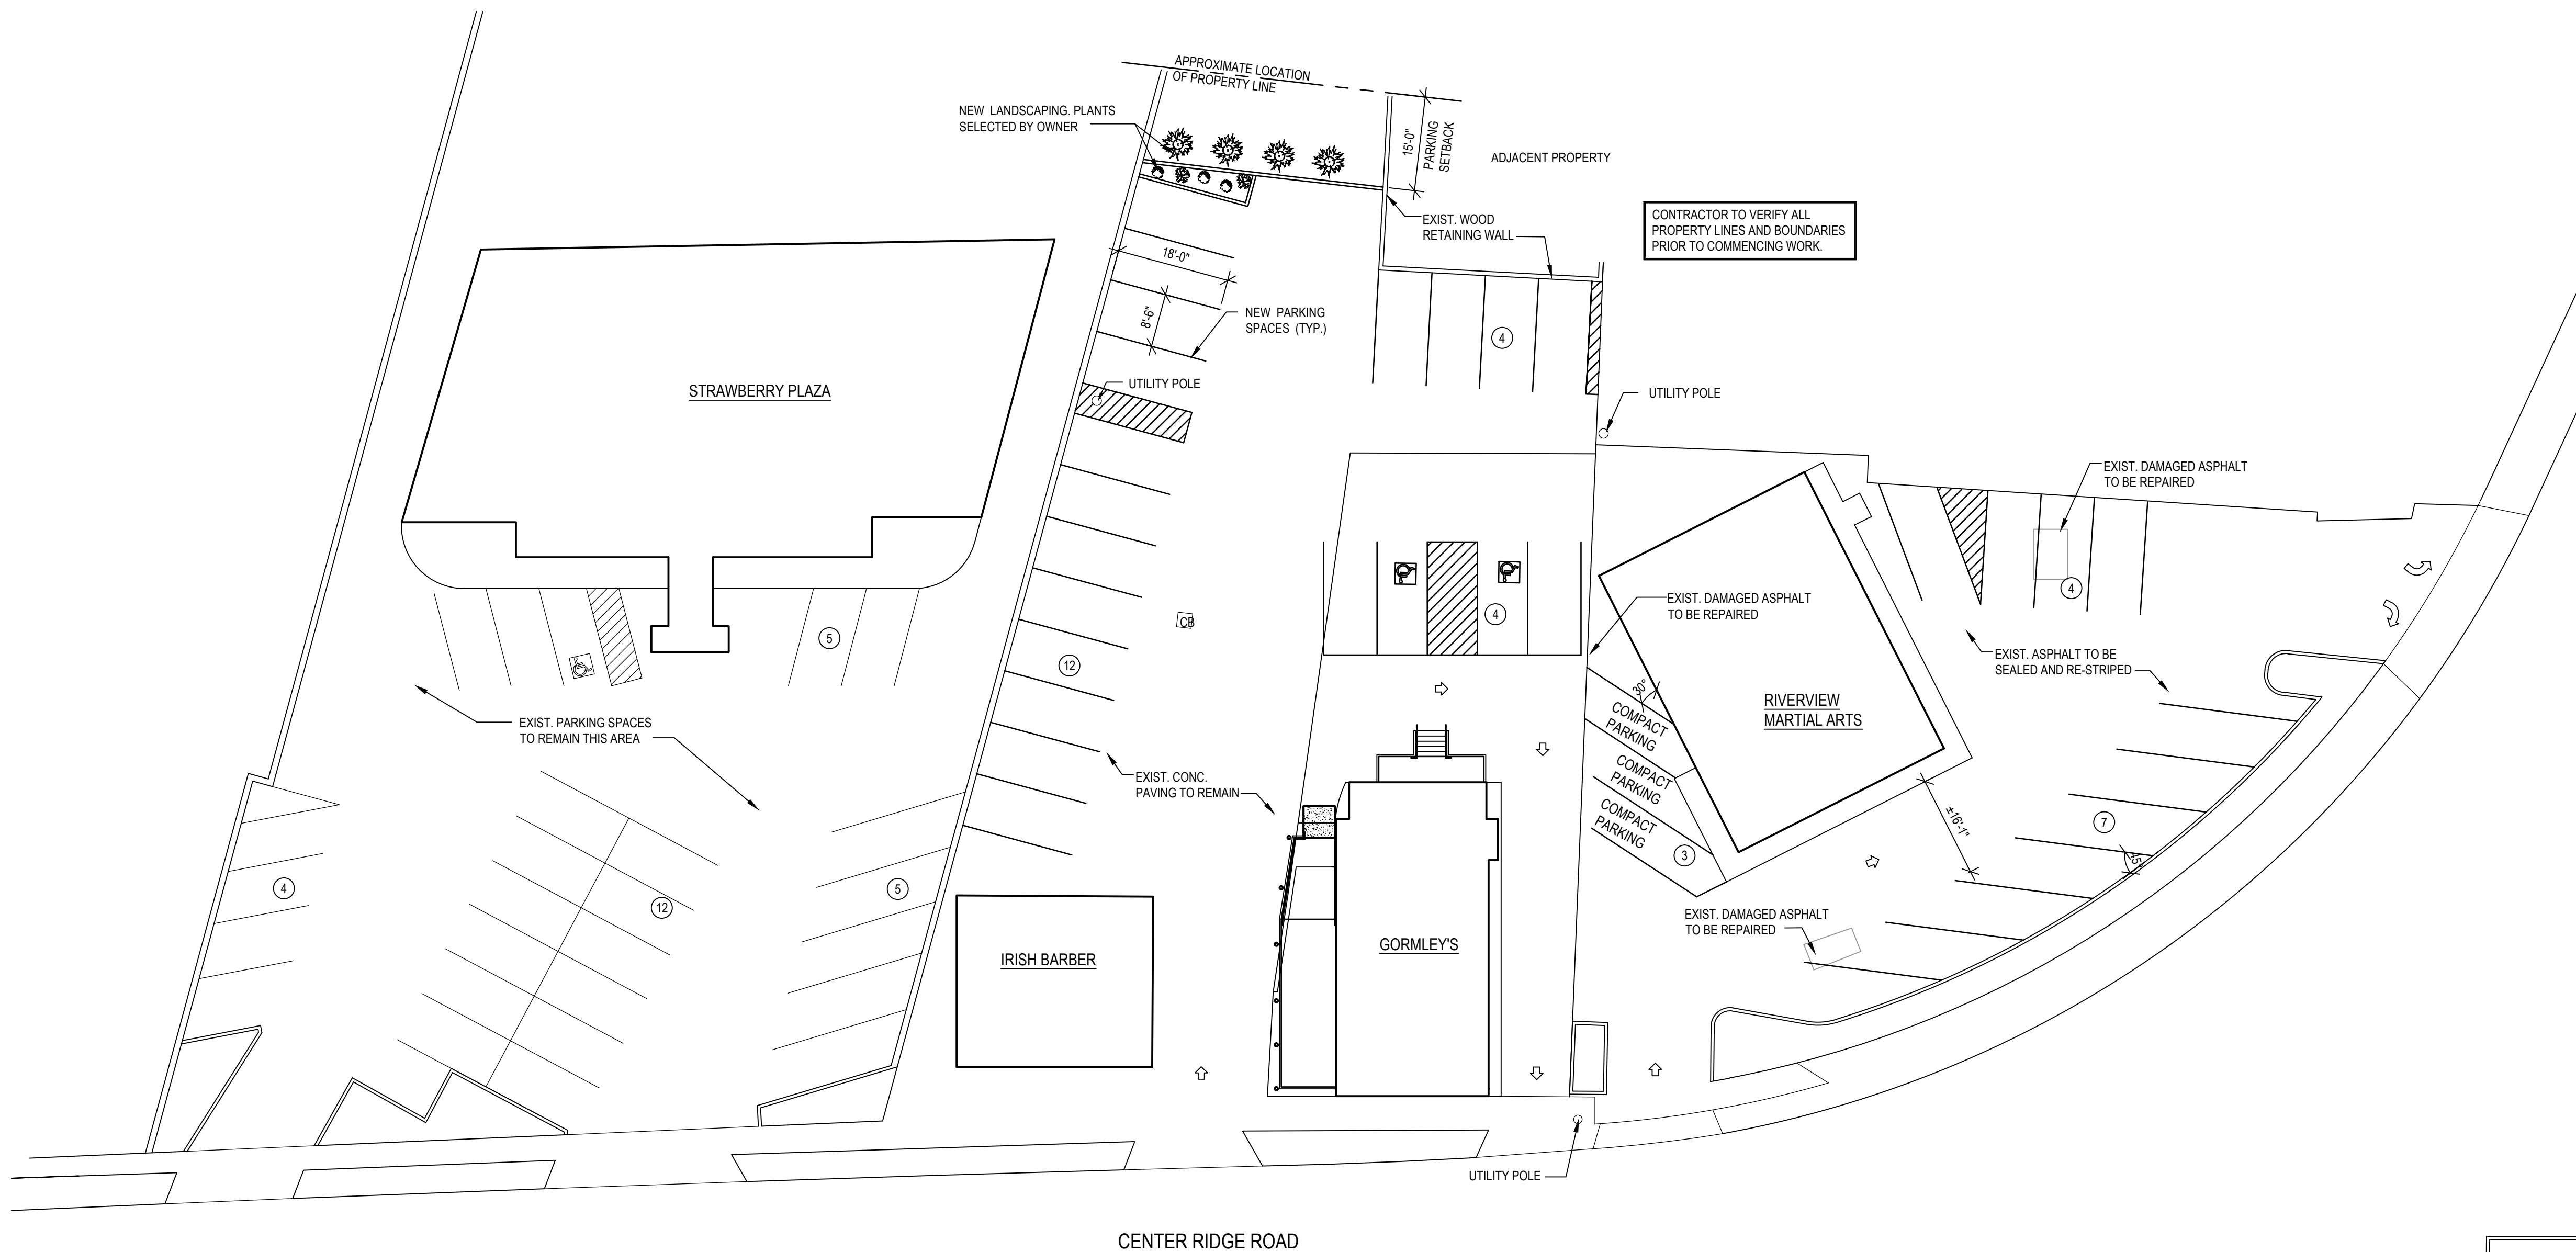 APPROXIMATE LOCATION
OF PROPERTY LINE
NEW LANDSCAPING. PLANTS
SELECTED BY OWNER
15'-0"
PARKING
SETBACK
ADJACENT PROPERTY
EXIST. WOOD
RETAINING WALL
CONTRACTOR TO VERIFY ALL
PROPERTY LINES AND BOUNDARIES
PRIOR TO COMMENCING WORK.
18'-0"
8'-6"
NEW PARKING
SPACES (TYP.)
4
UTILITY POLE
UTILITY POLE
STRAWBERRY PLAZA
EXIST. DAMAGED ASPHALT
TO BE REPAIRED
4
EXIST. DAMAGED ASPHALT
TO BE REPAIRED
4
CB
5
12
EXIST. ASPHALT TO BE
SEALED AND RE-STRIPED
30°
RIVERVIEW
MARTIAL ARTS
COMPACT
PARKING
COMPACT
PARKING
COMPACT
PARKING
3
EXIST. PARKING SPACES
TO REMAIN THIS AREA
EXIST. CONC.
PAVING TO REMAIN
±16'-1"
7
45°
4
12
5
EXIST. DAMAGED ASPHALT
TO BE REPAIRED
IRISH BARBER
GORMLEY'S
UTILITY POLE
CENTER RIDGE ROAD